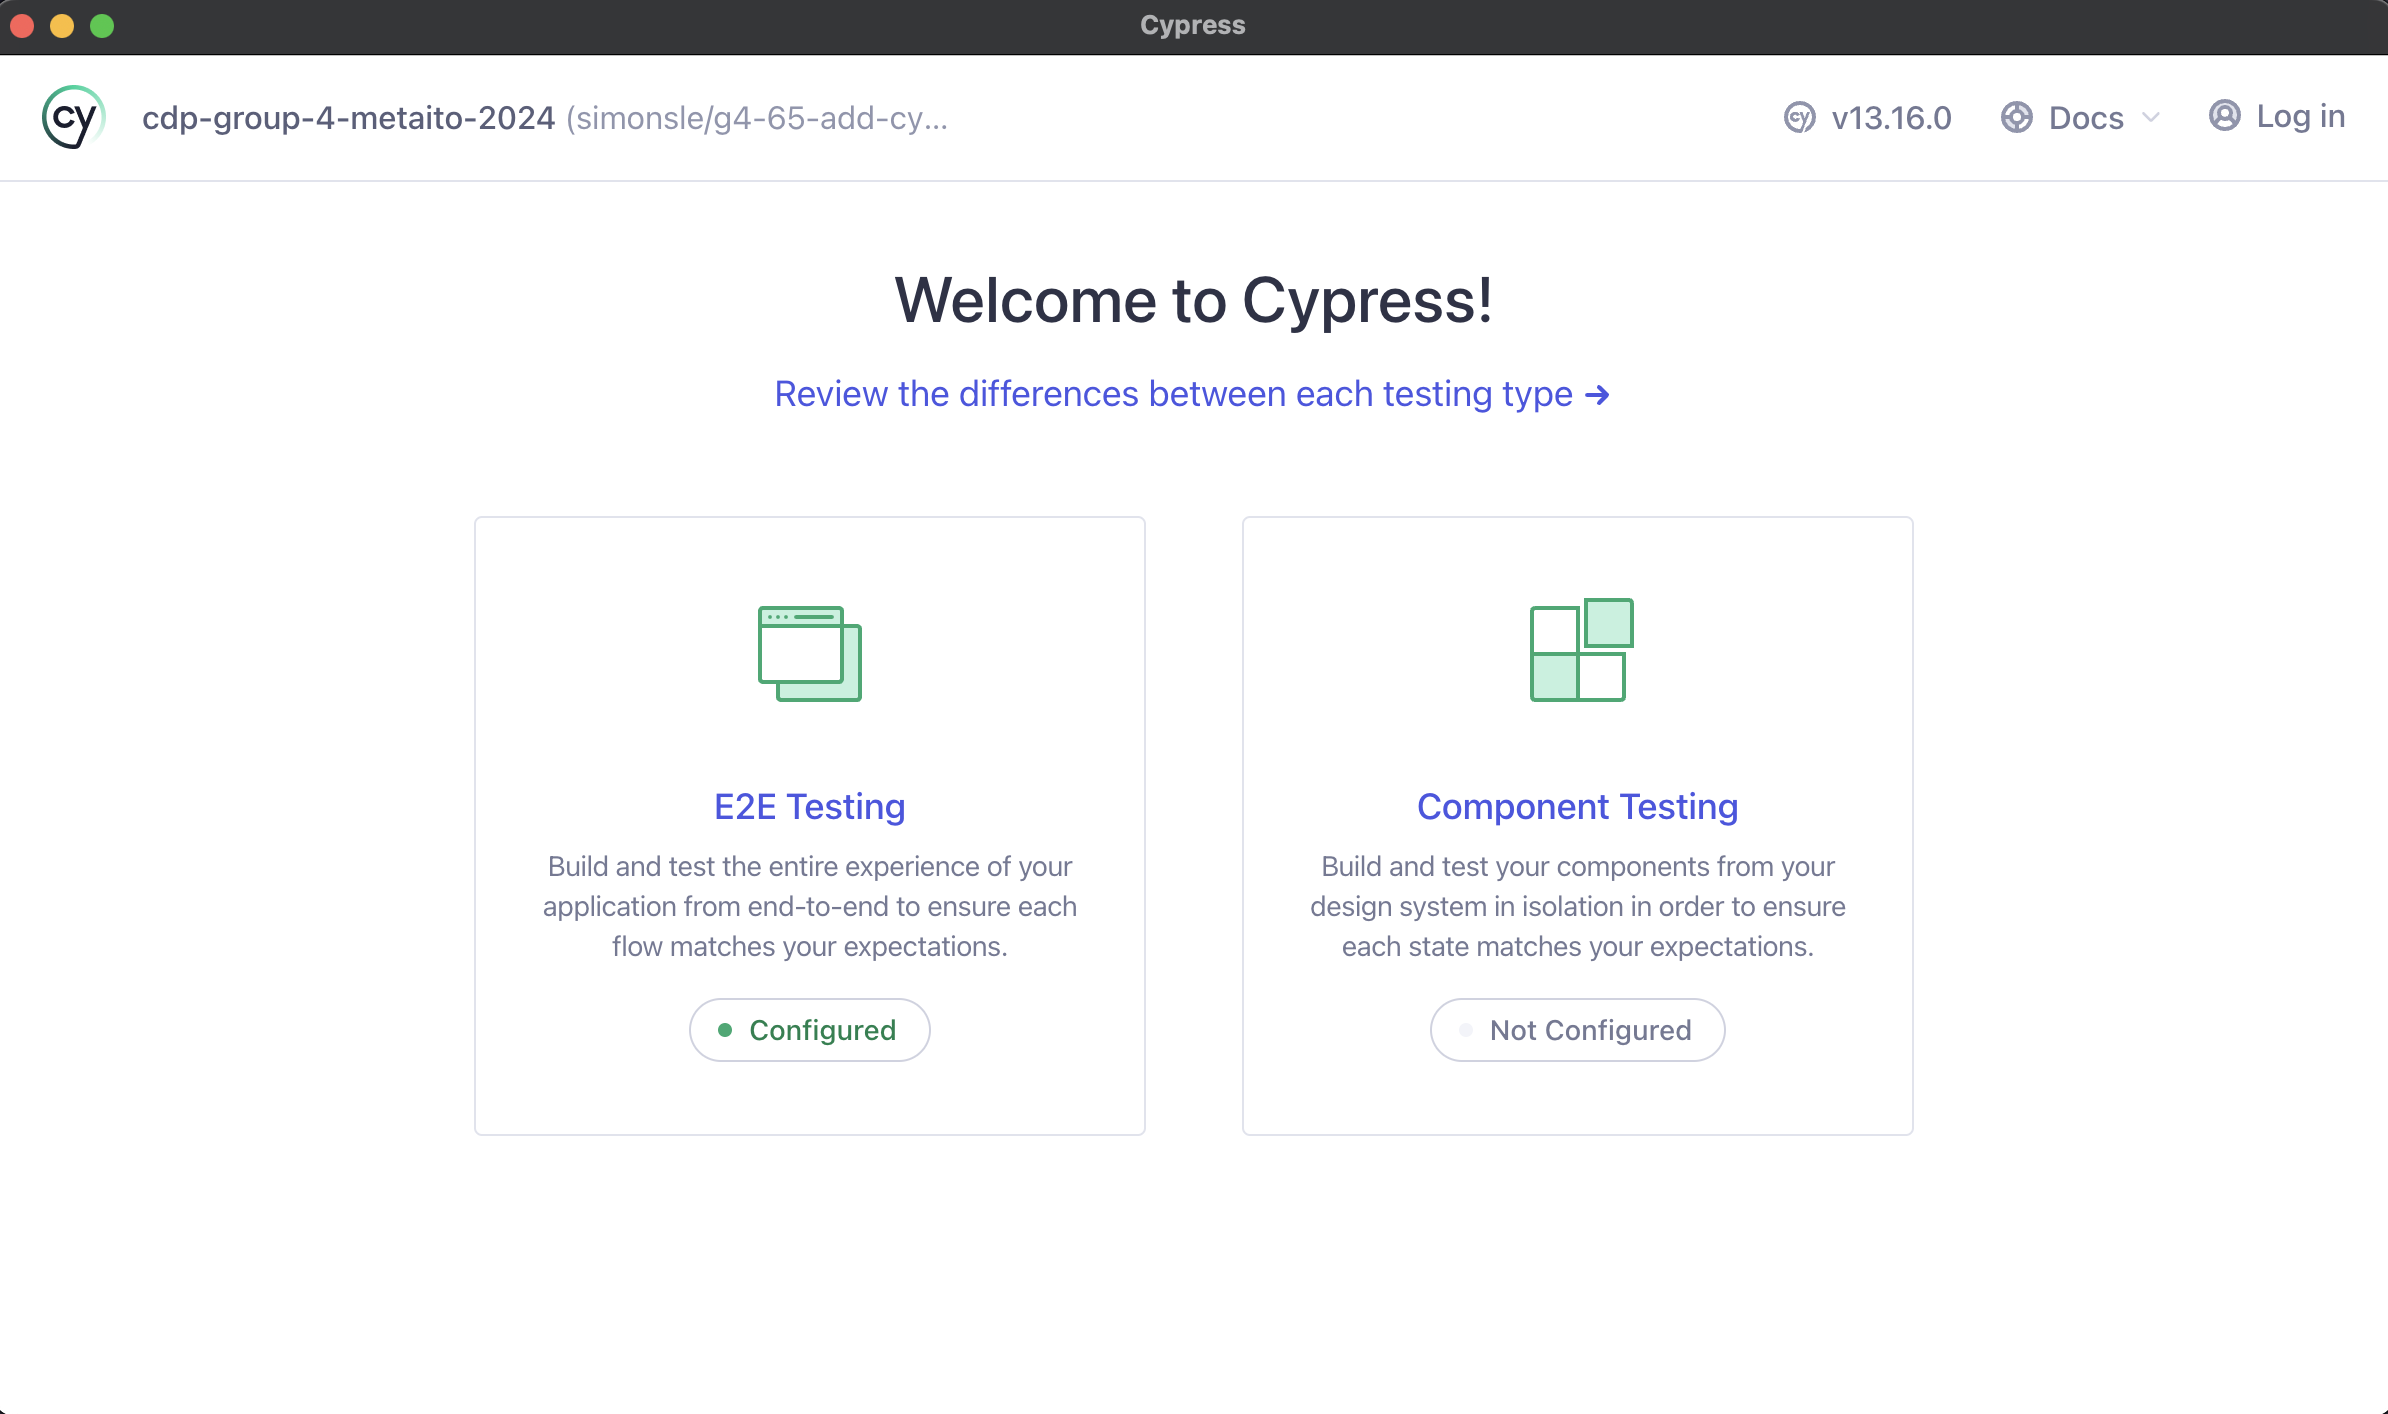 Cypress
cy cdp-group-4-metaito-2024 (simonsle/g4-65-add-cy...
cy v13.16.0 Docs Log in
Welcome to Cypress!
Review the differences between each testing type →
E2E Testing
Build and test the entire experience of your
application from end-to-end to ensure each
flow matches your expectations.
Configured
Component Testing
Build and test your components from your
design system in isolation in order to ensure
each state matches your expectations.
Not Configured